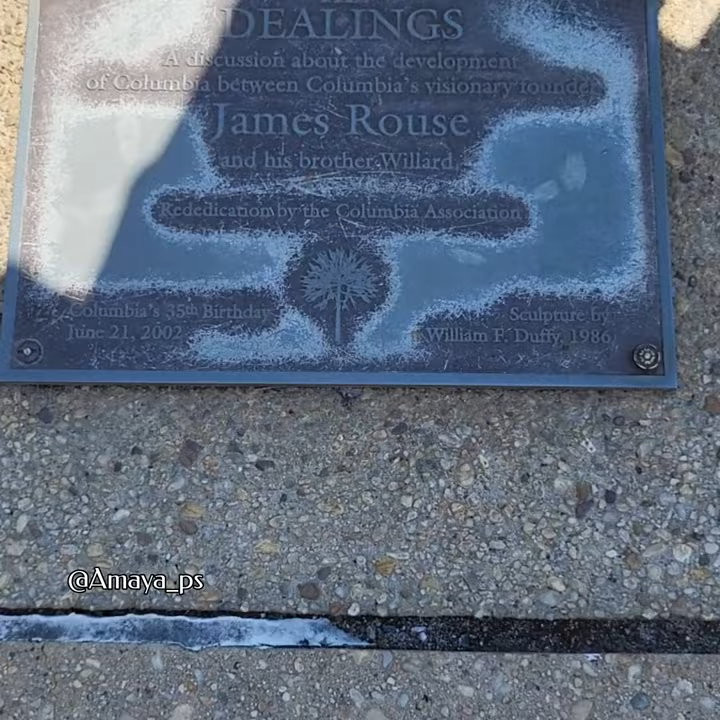 DEALINGS
A discussion about the development
of Columbia between Columbia's visionary founder
James Rouse
and his brother Willard.
Rededication by the Columbia Association
Columbia's 35th Birthday
June 21, 2002
Sculpture by
William F. Duffy, 1986
@Amaya_ps